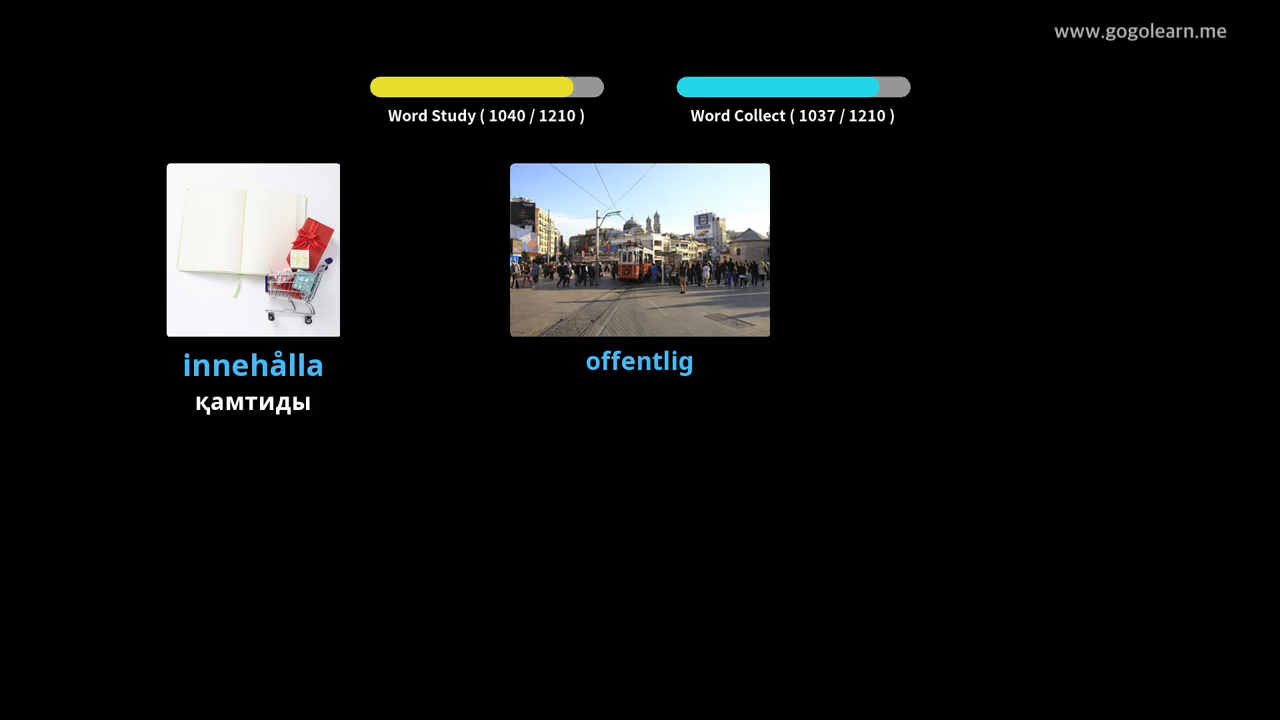 www.gogolearn.me
Word Study ( 1040 / 1210 )
Word Collect ( 1037 / 1210 )
innehålla
қамтиды
offentlig